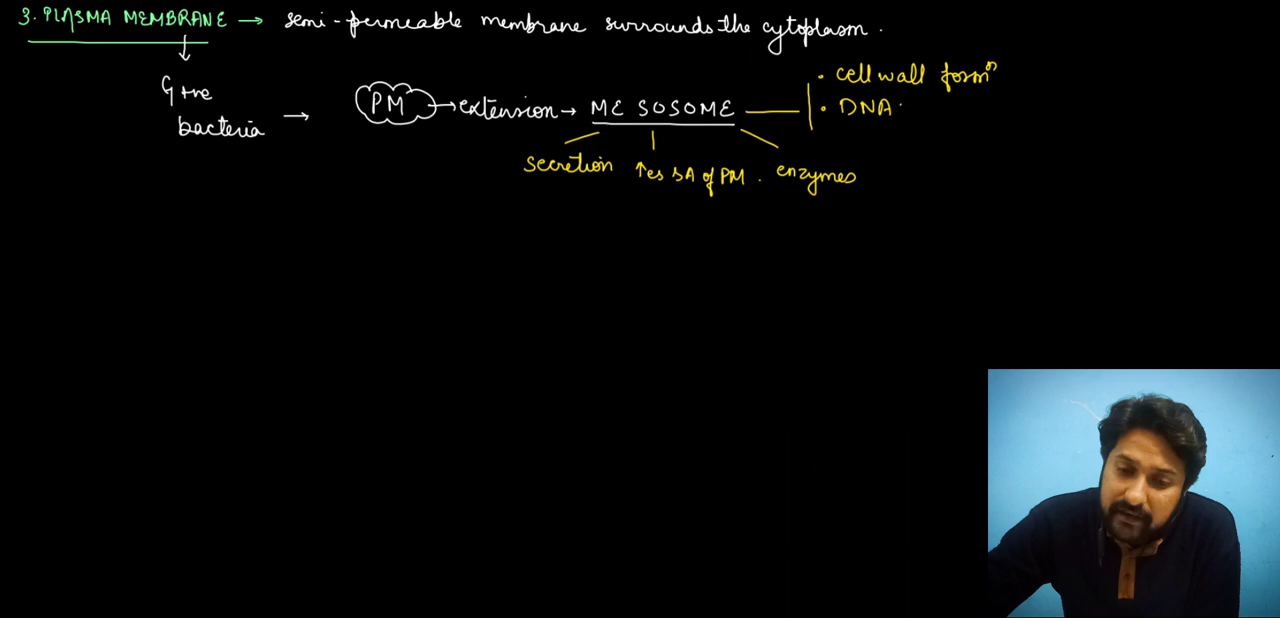 3. PLASMA MEMBRANE → semi-permeable membrane surrounds the cytoplasm.
G +ve bacteria → PM → extension → MESOSOME
• cell wall formⁿ
• DNA.
secretion ↑es SA of PM. enzymes